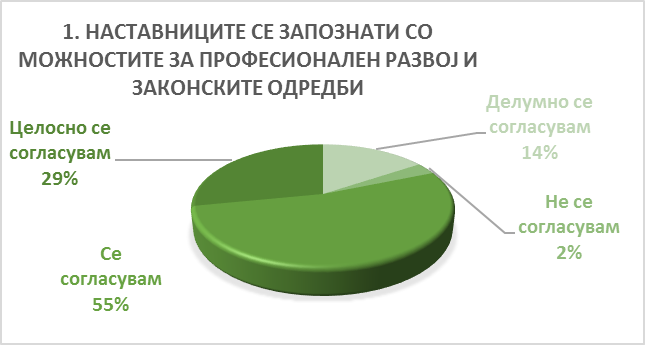 1. НАСТАВНИЦИТЕ СЕ ЗАПОЗНАТИ СО
МОЖНОСТИТЕ ЗА ПРОФЕСИОНАЛЕН РАЗВОЈ И
ЗАКОНСКИТЕ ОДРЕДБИ
Делумно се
согласувам
14%
Не се
согласувам
2%
Се
согласувам
55%
Целосно се
согласувам
29%